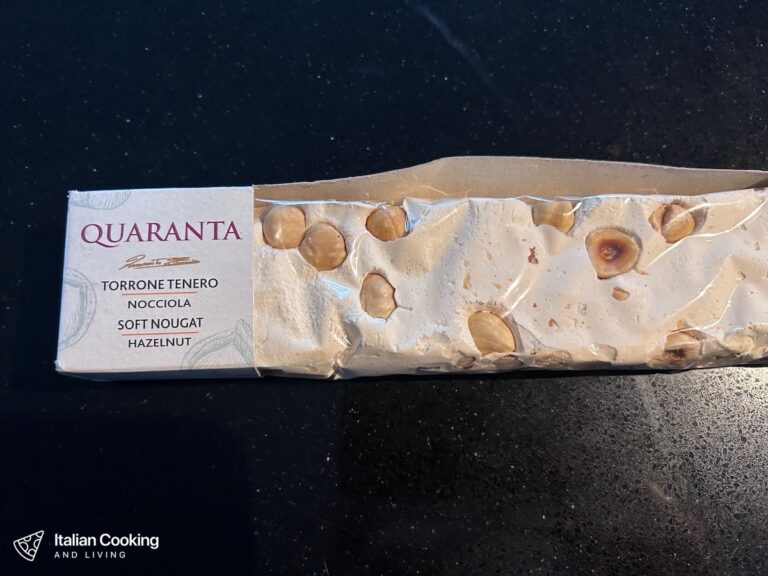 QUARANTA
TORRONE TENERO
NOCCIOLA
SOFT NOUGAT
HAZELNUT
Italian Cooking
AND LIVING